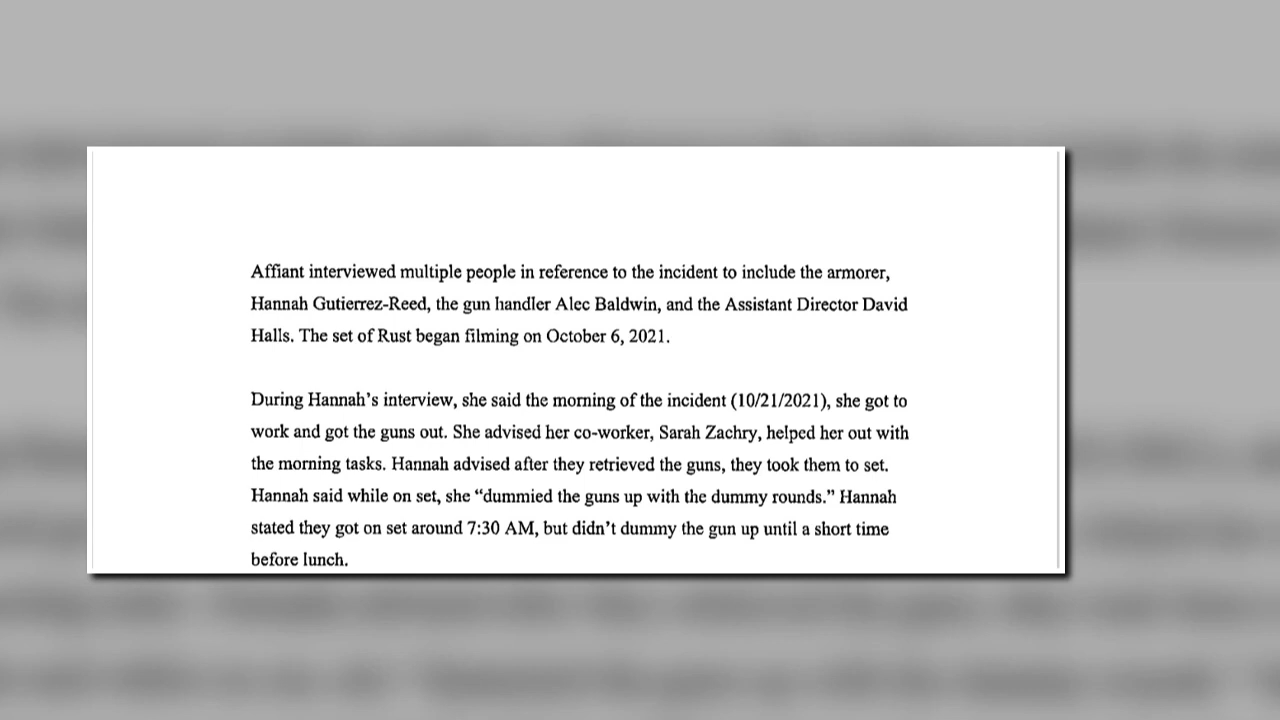 Affiant interviewed multiple people in reference to the incident to include the armorer,
Hannah Gutierrez-Reed, the gun handler Alec Baldwin, and the Assistant Director David
Halls. The set of Rust began filming on October 6, 2021.
During Hannah’s interview, she said the morning of the incident (10/21/2021), she got to
work and got the guns out. She advised her co-worker, Sarah Zachry, helped her out with
the morning tasks. Hannah advised after they retrieved the guns, they took them to set.
Hannah said while on set, she “dummied the guns up with the dummy rounds.” Hannah
stated they got on set around 7:30 AM, but didn’t dummy the gun up until a short time
before lunch.